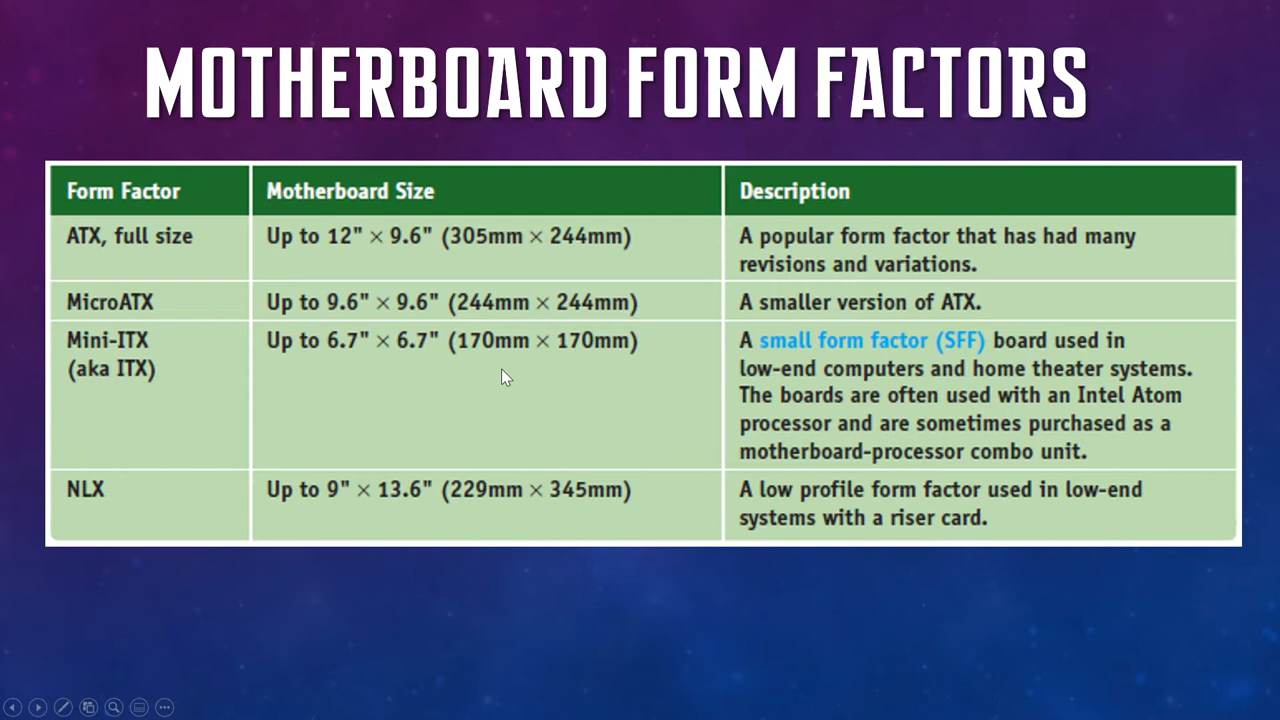 MOTHERBOARD FORM FACTORS
Form Factor
Motherboard Size
Description
ATX, full size
Up to 12" × 9.6" (305mm × 244mm)
A popular form factor that has had many
revisions and variations.
MicroATX
Up to 9.6" × 9.6" (244mm × 244mm)
A smaller version of ATX.
Mini-ITX
(aka ITX)
Up to 6.7" × 6.7" (170mm × 170mm)
A small form factor (SFF) board used in
low-end computers and home theater systems.
The boards are often used with an Intel Atom
processor and are sometimes purchased as a
motherboard-processor combo unit.
NLX
Up to 9" × 13.6" (229mm × 345mm)
A low profile form factor used in low-end
systems with a riser card.